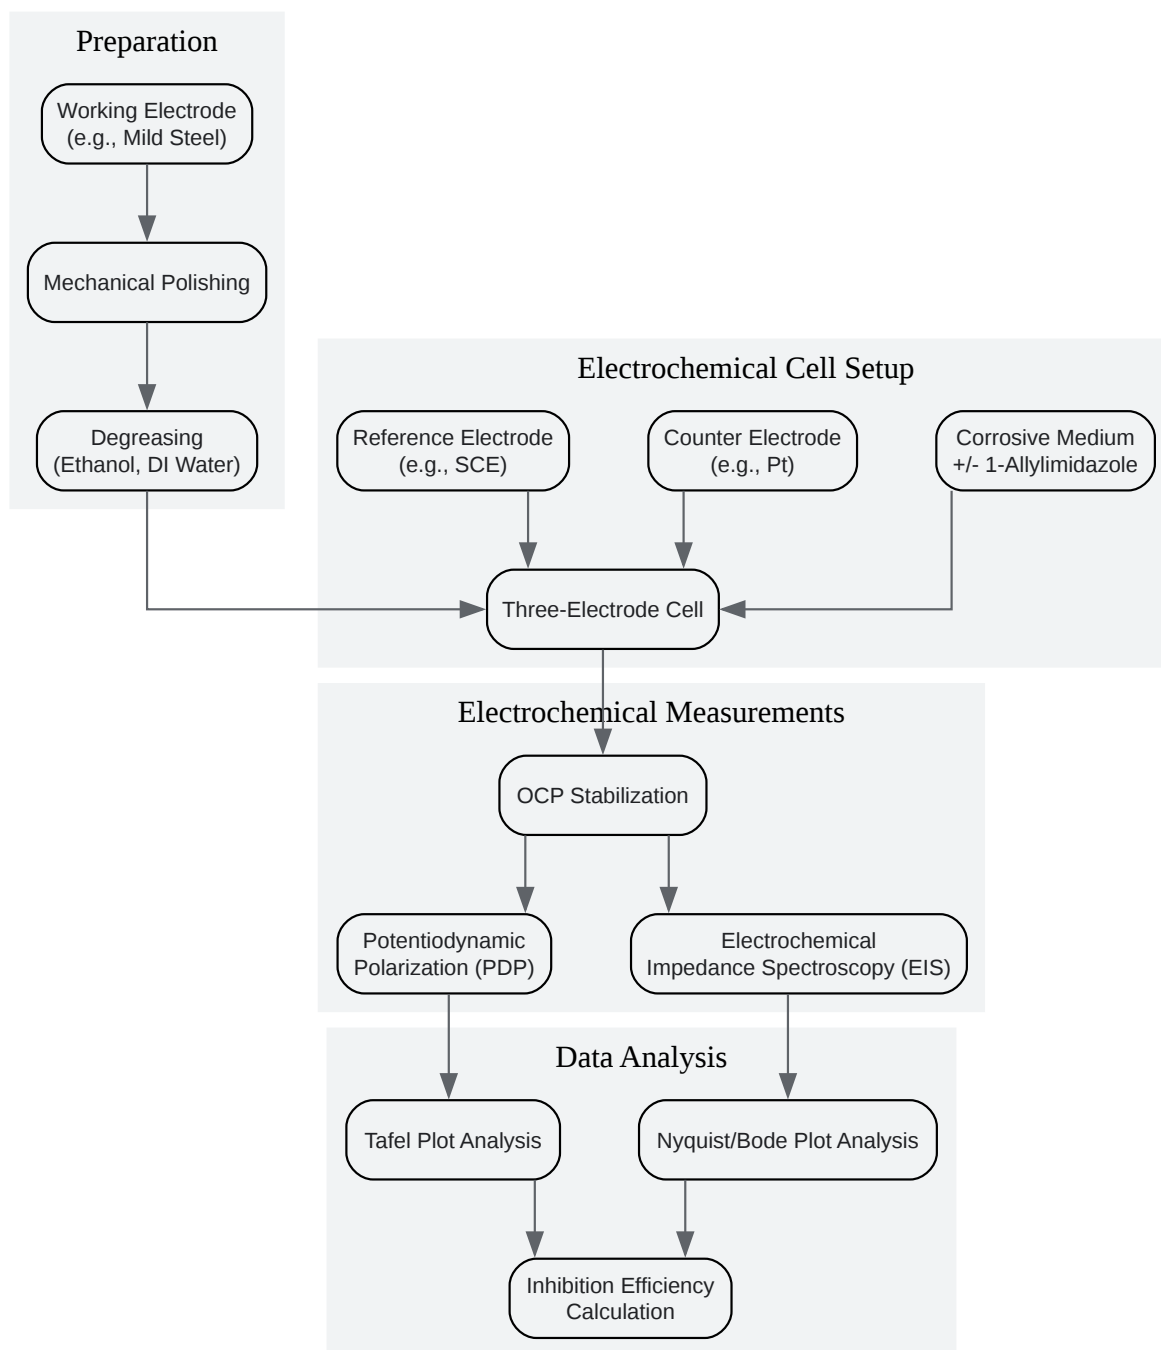 Preparation
Working Electrode
(e.g., Mild Steel)
Mechanical Polishing
Degreasing
(Ethanol, DI Water)
Electrochemical Cell Setup
Reference Electrode
(e.g., SCE)
Counter Electrode
(e.g., Pt)
Corrosive Medium
+/- 1-Allylimidazole
Three-Electrode Cell
Electrochemical Measurements
OCP Stabilization
Potentiodynamic
Polarization (PDP)
Electrochemical
Impedance Spectroscopy (EIS)
Data Analysis
Tafel Plot Analysis
Nyquist/Bode Plot Analysis
Inhibition Efficiency
Calculation